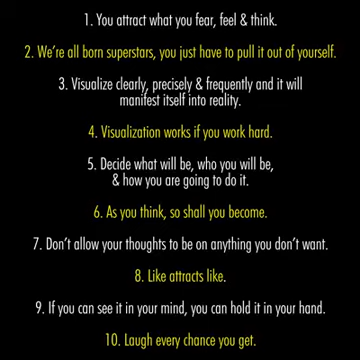 1. You attract what you fear, feel & think.
2. We're all born superstars, you just have to pull it out of yourself.
3. Visualize clearly, precisely & frequently and it will
manifest itself into reality.
4. Visualization works if you work hard.
5. Decide what will be, who you will be,
& how you are going to do it.
6. As you think, so shall you become.
7. Don't allow your thoughts to be on anything you don't want.
8. Like attracts like.
9. If you can see it in your mind, you can hold it in your hand.
10. Laugh every chance you get.